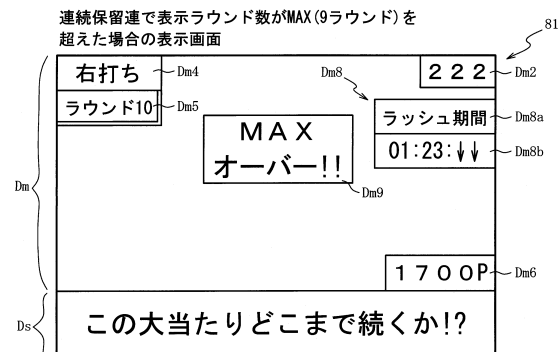 連続保留連で表示ラウンド数がMAX(9ラウンド)を
超えた場合の表示画面
81
右打ち
Dm4
Dm8
222
Dm2
ラウンド10
Dm5
ラッシュ期間
Dm8a
MAX
オーバー!!
01:23:↓↓
Dm8b
Dm
Dm9
1700P
Dm6
Ds
この大当たりどこまで続くか!?